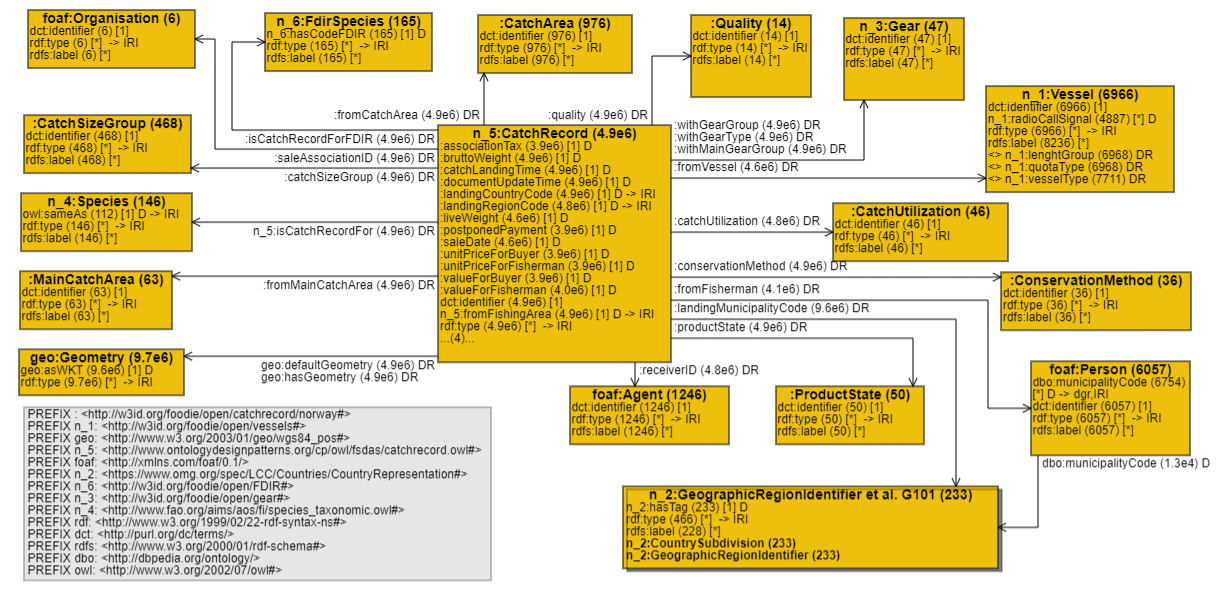 foaf:Organisation (6)
dct:identifier (6) [1]
rdf:type (6) [*]  -> IRI
rdfs:label (6) [*]
n_6:FdirSpecies (165)
n_6:hasCodeFDIR (165) [1] D
rdf:type (165) [*]  -> IRI
rdfs:label (165) [*]
:CatchArea (976)
dct:identifier (976) [1]
rdf:type (976) [*]  -> IRI
rdfs:label (976) [*]
:Quality (14)
dct:identifier (14) [1]
rdf:type (14) [*]  -> IRI
rdfs:label (14) [*]
n_3:Gear (47)
dct:identifier (47) [1]
rdf:type (47) [*]  -> IRI
rdfs:label (47) [*]
n_1:Vessel (6966)
dct:identifier (6966) [1]
n_1:radioCallSignal (4887) [*] D
rdf:type (6966) [*]  -> IRI
rdfs:label (8236) [*]
<> n_1:lenghtGroup (6968) DR
<> n_1:quotaType (6968) DR
<> n_1:vesselType (7711) DR
:CatchSizeGroup (468)
dct:identifier (468) [1]
rdf:type (468) [*]  -> IRI
rdfs:label (468) [*]
:fromCatchArea (4.9e6) DR
:quality (4.9e6) DR
:isCatchRecordForFDIR (4.9e6) DR
:saleAssociationID (4.9e6) DR
:catchSizeGroup (4.9e6) DR
n_5:CatchRecord (4.9e6)
:associationTax (3.9e6) [1] D
:bruttoWeight (4.9e6) [1] D
:catchLandingTime (4.9e6) [1] D
:documentUpdateTime (4.9e6) [1] D
:landingCountryCode (4.9e6) [1] D -> IRI
:landingRegionCode (4.8e6) [1] D -> IRI
:liveWeight (4.6e6) [1] D
:postponedPayment (3.9e6) [1] D
:saleDate (4.6e6) [1] D
:unitPriceForBuyer (3.9e6) [1] D
:unitPriceForFisherman (3.9e6) [1] D
:valueForBuyer (3.9e6) [1] D
:valueForFisherman (4.0e6) [1] D
dct:identifier (4.9e6) [1]
n_5:fromFishingArea (4.9e6) [1] D -> IRI
rdf:type (4.9e6) [*]  -> IRI
...(4)...
:withGearGroup (4.9e6) DR
:withGearType (4.9e6) DR
:withMainGearGroup (4.9e6) DR
:fromVessel (4.6e6) DR
n_4:Species (146)
owl:sameAs (112) [1] D -> IRI
rdf:type (146) [*]  -> IRI
rdfs:label (146) [*]
n_5:isCatchRecordFor (4.9e6) DR
:catchUtilization (4.8e6) DR
:CatchUtilization (46)
dct:identifier (46) [1]
rdf:type (46) [*]  -> IRI
rdfs:label (46) [*]
:MainCatchArea (63)
dct:identifier (63) [1]
rdf:type (63) [*]  -> IRI
rdfs:label (63) [*]
:fromMainCatchArea (4.9e6) DR
:conservationMethod (4.9e6) DR
:fromFisherman (4.1e6) DR
:landingMunicipalityCode (9.6e6) DR
:productState (4.9e6) DR
:ConservationMethod (36)
dct:identifier (36) [1]
rdf:type (36) [*]  -> IRI
rdfs:label (36) [*]
geo:Geometry (9.7e6)
geo:asWKT (9.6e6) [1] D
rdf:type (9.7e6) [*]  -> IRI
geo:defaultGeometry (4.9e6) DR
geo:hasGeometry (4.9e6) DR
:receiverID (4.8e6) DR
foaf:Agent (1246)
dct:identifier (1246) [1]
rdf:type (1246) [*]  -> IRI
rdfs:label (1246) [*]
:ProductState (50)
dct:identifier (50) [1]
rdf:type (50) [*]  -> IRI
rdfs:label (50) [*]
foaf:Person (6057)
dbo:municipalityCode (6754)
[*] D -> dgr,IRI
dct:identifier (6057) [1]
rdf:type (6057) [*]  -> IRI
rdfs:label (6057) [*]
dbo:municipalityCode (1.3e4) D
PREFIX : <http://w3id.org/foodie/open/catchrecord/norway#>
PREFIX n_1: <http://w3id.org/foodie/open/vessels#>
PREFIX geo: <http://www.w3.org/2003/01/geo/wgs84_pos#>
PREFIX n_5: <http://www.ontologydesignpatterns.org/cp/owl/fsdas/catchrecord.owl#>
PREFIX foaf: <http://xmlns.com/foaf/0.1/>
PREFIX n_2: <https://www.omg.org/spec/LCC/Countries/CountryRepresentation#>
PREFIX n_6: <http://w3id.org/foodie/open/FDIR#>
PREFIX n_3: <http://w3id.org/foodie/open/gear#>
PREFIX n_4: <http://www.fao.org/aims/aos/fi/species_taxonomic.owl#>
PREFIX rdf: <http://www.w3.org/1999/02/22-rdf-syntax-ns#>
PREFIX dct: <http://purl.org/dc/terms/>
PREFIX rdfs: <http://www.w3.org/2000/01/rdf-schema#>
PREFIX dbo: <http://dbpedia.org/ontology/>
PREFIX owl: <http://www.w3.org/2002/07/owl#>
n_2:GeographicRegionIdentifier et al. G101 (233)
n_2:hasTag (233) [1] D
rdf:type (466) [*]  -> IRI
rdfs:label (228) [*]
n_2:CountrySubdivision (233)
n_2:GeographicRegionIdentifier (233)